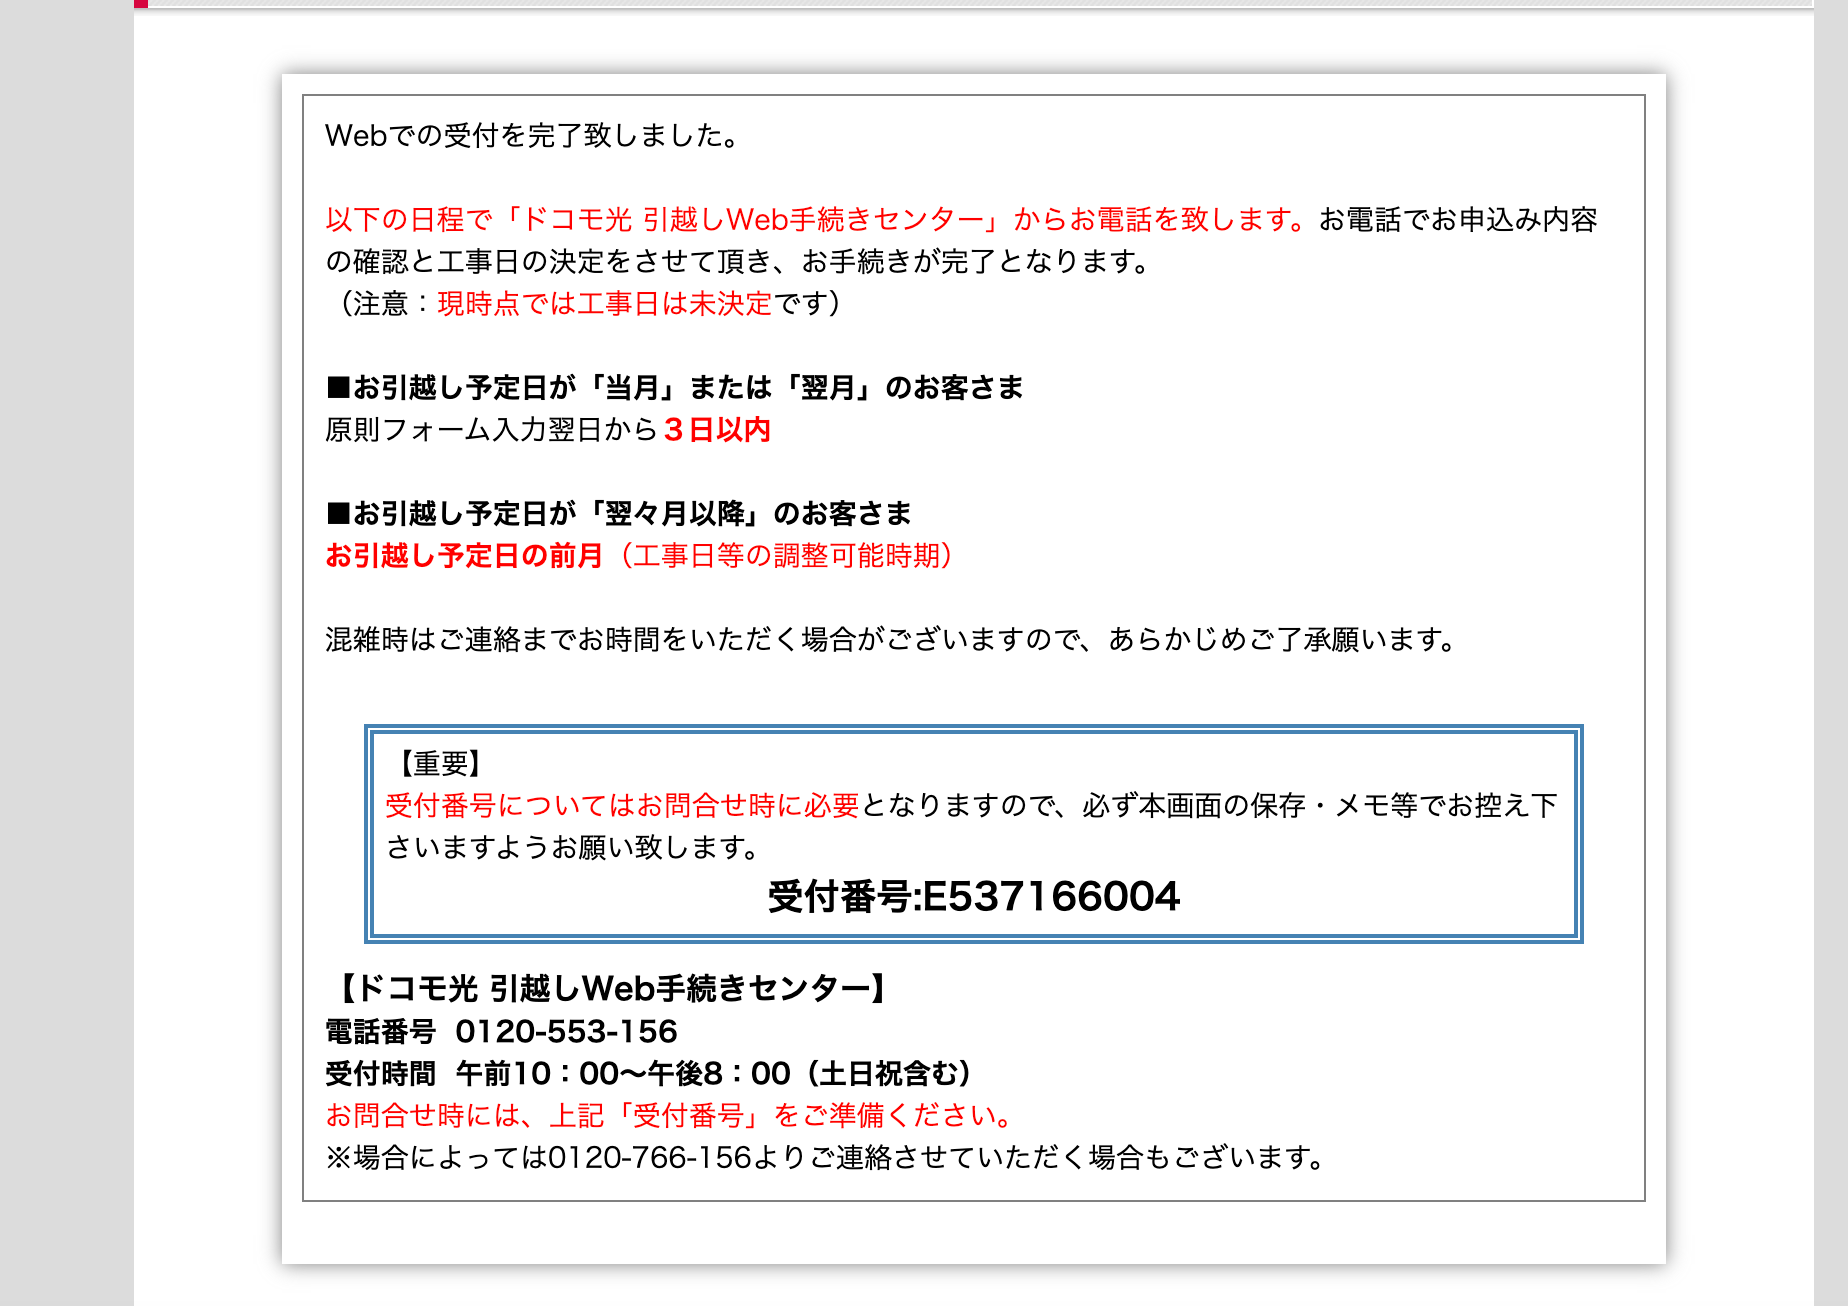 Webでの受付を完了致しました。
以下の日程で「ドコモ光 引越しWeb手続きセンター」からお電話を致します。お電話でお申込み内容
の確認と工事日の決定をさせて頂き、お手続きが完了となります。
（注意：現時点では工事日は未決定です）
■お引越し予定日が「当月」または「翌月」のお客さま
原則フォーム入力翌日から３日以内
■お引越し予定日が「翌々月以降」のお客さま
お引越し予定日の前月（工事日等の調整可能時期）
混雑時はご連絡までお時間をいただく場合がございますので、あらかじめご了承願います。
【重要】
受付番号についてはお問合せ時に必要となりますので、必ず本画面の保存・メモ等でお控え下
さいますようお願い致します。
受付番号:E537166004
【ドコモ光 引越しWeb手続きセンター】
電話番号 0120-553-156
受付時間 午前10：00～午後8：00（土日祝含む）
お問合せ時には、上記「受付番号」をご準備ください。
※場合によっては0120-766-156よりご連絡させていただく場合もございます。